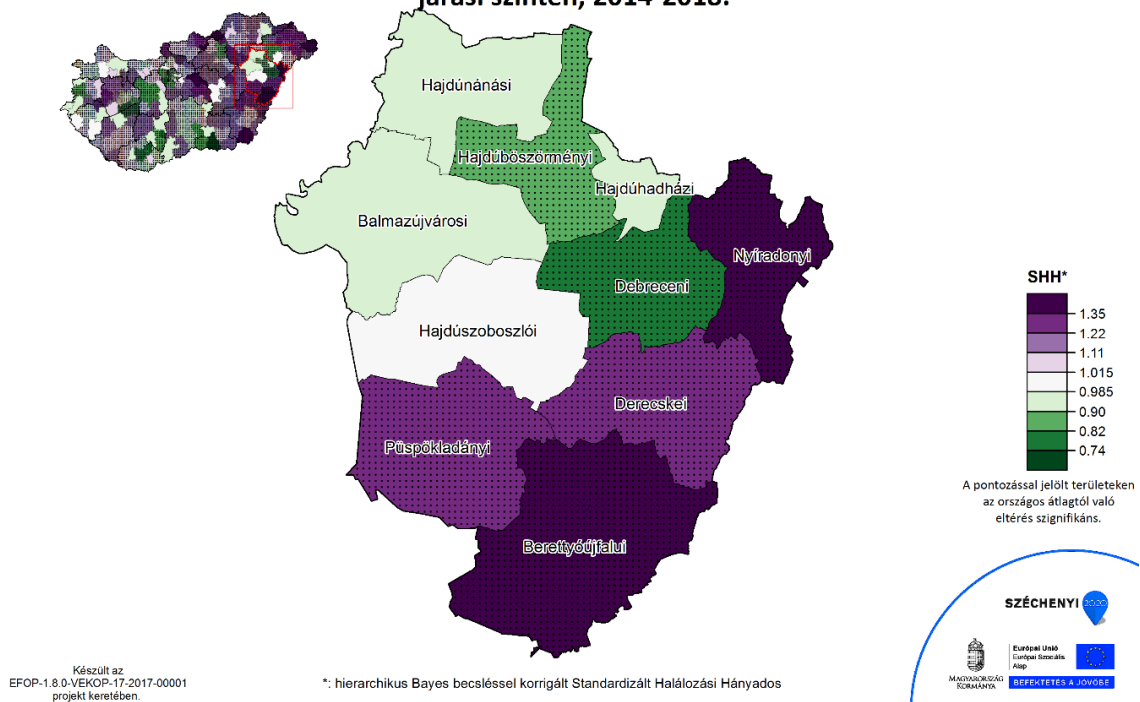 járási szinten, 2014-2018.
Hajdúnánási
Hajdúböszörményi
Hajdúhadházi
Balmazújvárosi
Nyíradonyi
Debreceni
Hajdúszoboszlói
Derecskei
Püspökladányi
Berettyóújfalui
SHH*
1.35
1.22
1.11
1.015
0.985
0.90
0.82
0.74
A pontozással jelölt területeken
az országos átlagtól való
eltérés szignifikáns.
SZÉCHENYI 2020
MAGYARORSZÁG
KORMÁNYA
Európai Unió
Európai Szociális
Alap
BEFEKTETÉS A JÖVŐBE
Készült az
EFOP-1.8.0-VEKOP-17-2017-00001
projekt keretében.
*: hierarchikus Bayes becsléssel korrigált Standardizált Halálozási Hányados